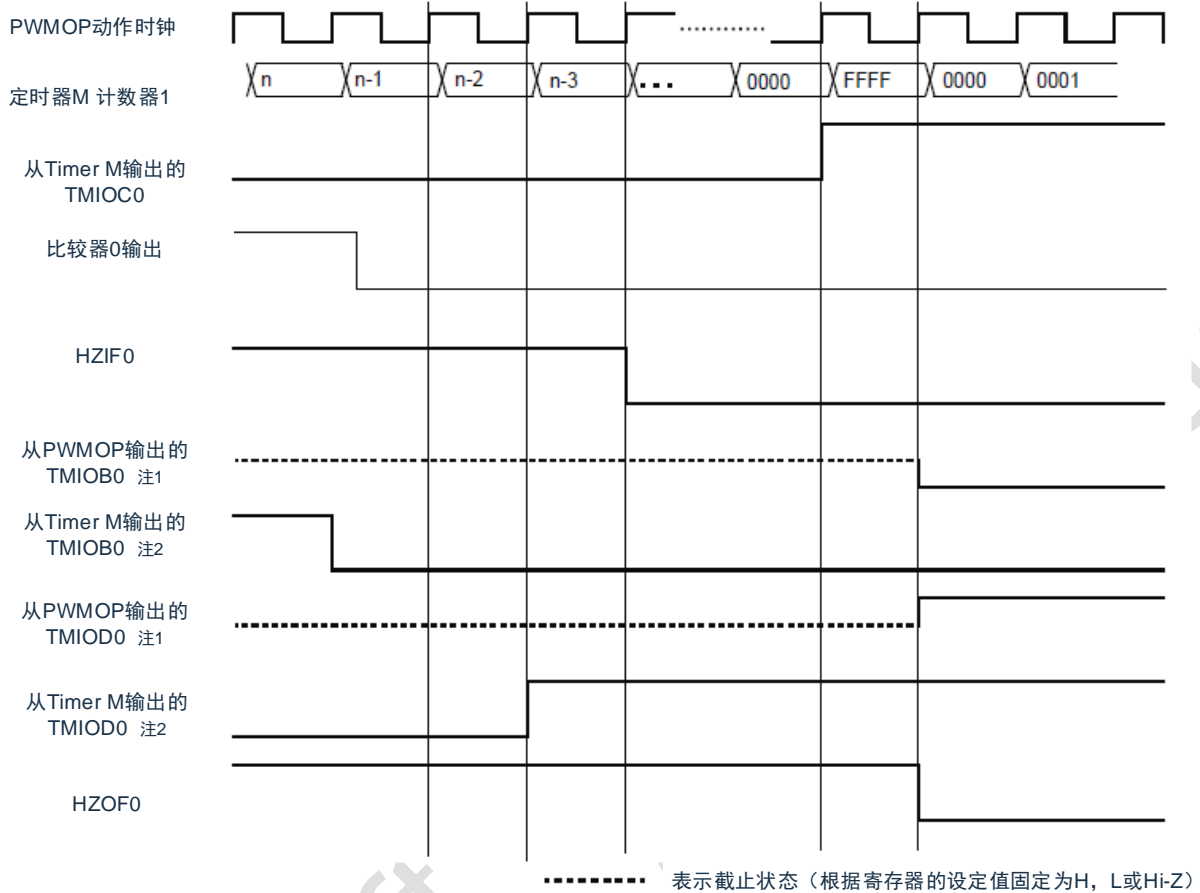 PWMOP动作时钟
定时器M 计数器1
n n-1 n-2 n-3 ... 0000 FFFF 0000 0001
从Timer M输出的
TMIOC0
比较器0输出
HZIF0
从PWMOP输出的
TMIOB0 注1
从Timer M输出的
TMIOB0 注2
从PWMOP输出的
TMIOD0 注1
从Timer M输出的
TMIOD0 注2
HZOF0
表示截止状态（根据寄存器的设定值固定为H，L或Hi-Z）